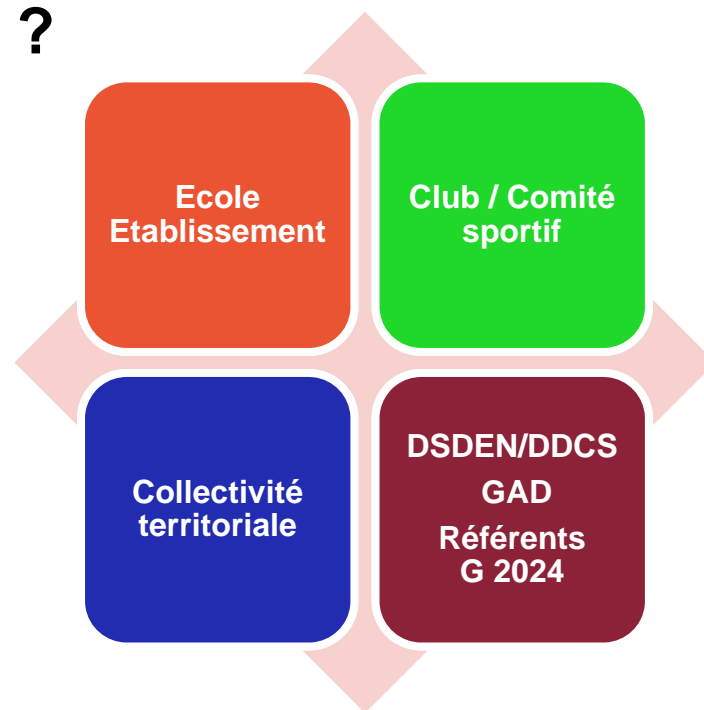 ?
Ecole
Etablissement
Club / Comité
sportif
Collectivité
territoriale
DSDEN/DDCS
GAD
Référents
G 2024